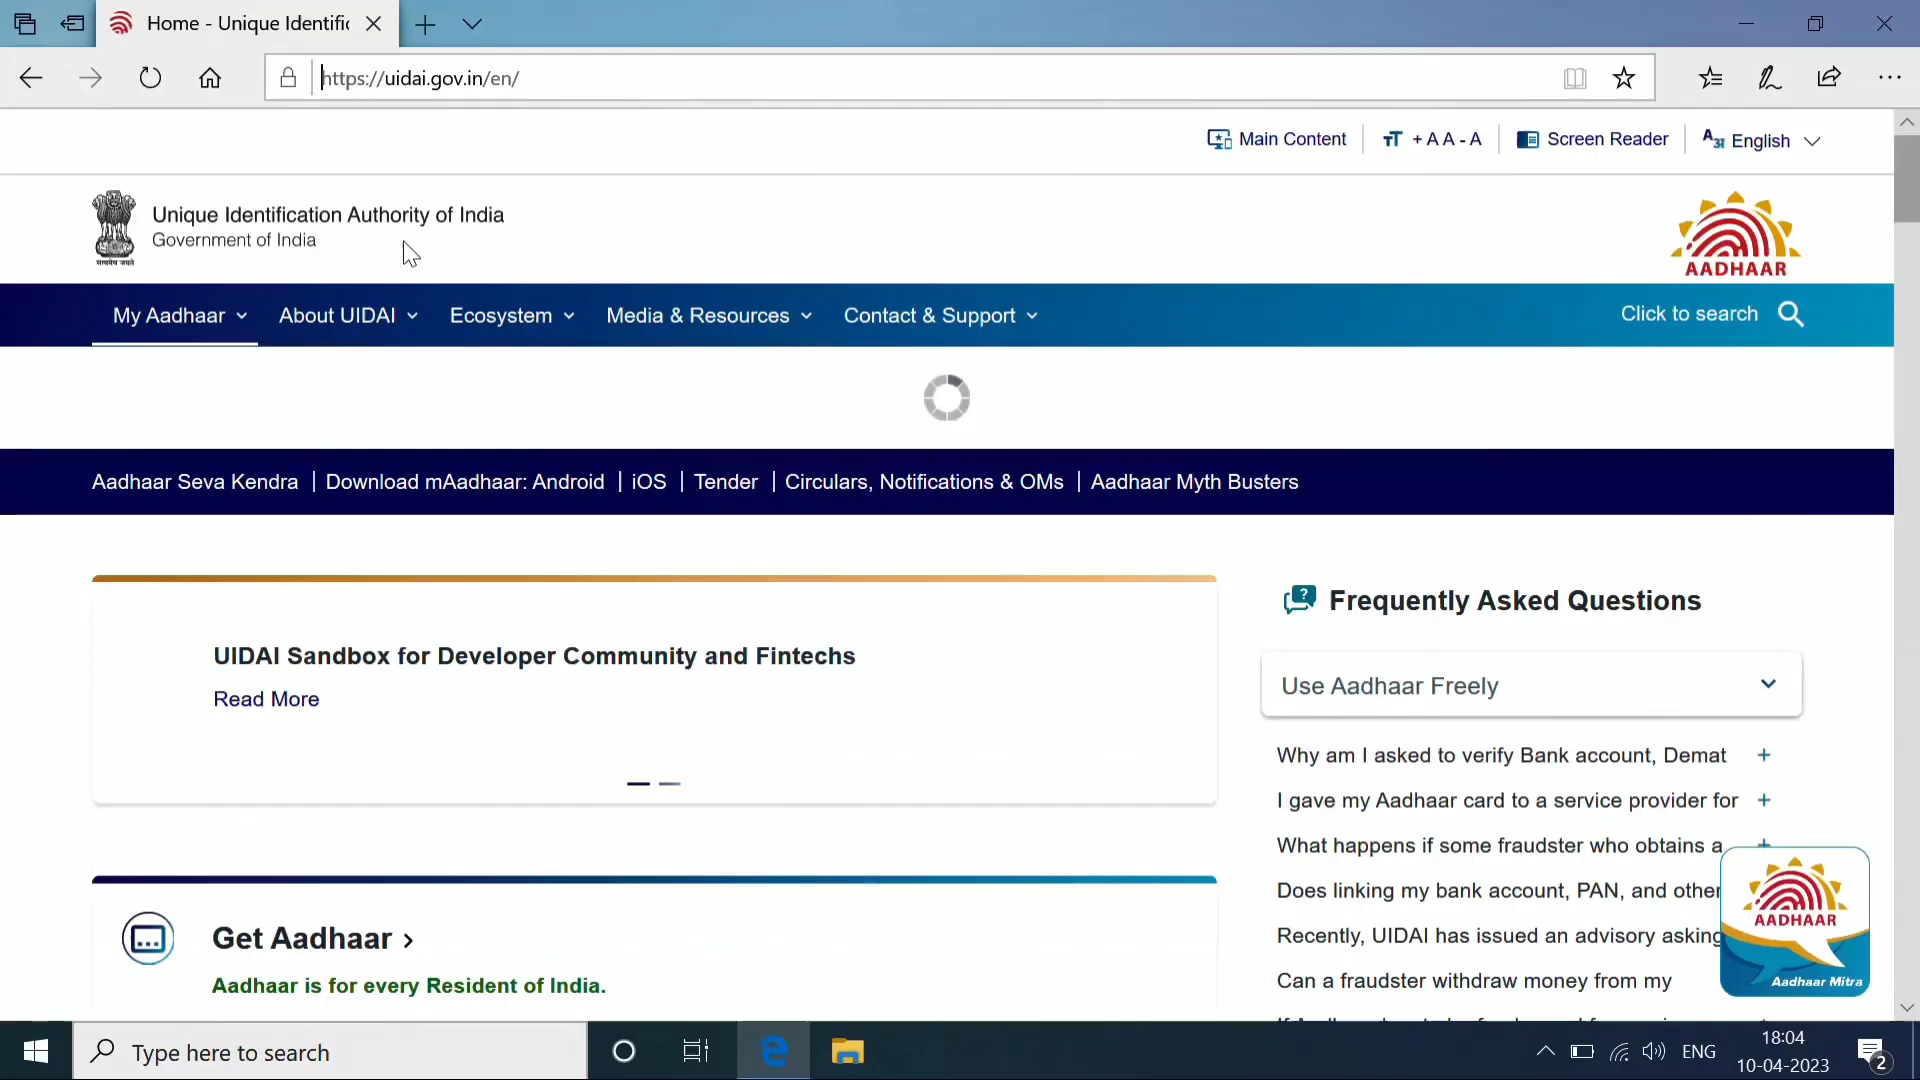 Home - Unique Identific
https://uidai.gov.in/en/
Main Content
+ A A - A
Screen Reader
English
Unique Identification Authority of India
Government of India
सत्यमेव जयते
AADHAAR
My Aadhaar
About UIDAI
Ecosystem
Media & Resources
Contact & Support
Click to search
Aadhaar Seva Kendra | Download mAadhaar: Android | iOS | Tender | Circulars, Notifications & OMs | Aadhaar Myth Busters
UIDAI Sandbox for Developer Community and Fintechs
Read More
Get Aadhaar >
Aadhaar is for every Resident of India.
Frequently Asked Questions
Use Aadhaar Freely
Why am I asked to verify Bank account, Demat +
I gave my Aadhaar card to a service provider for +
What happens if some fraudster who obtains a +
Does linking my bank account, PAN, and other
Recently, UIDAI has issued an advisory asking
Can a fraudster withdraw money from my
AADHAAR
Aadhaar Mitra
Type here to search
ENG
18:04
10-04-2023
2